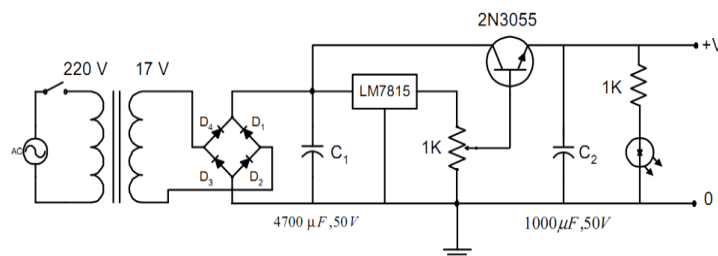 2N3055
+V
220 V
17 V
LM7815
1K
D4
D1
AC
1K
C1
C2
D3
D2
0
4700 µF,50V
1000µF,50V